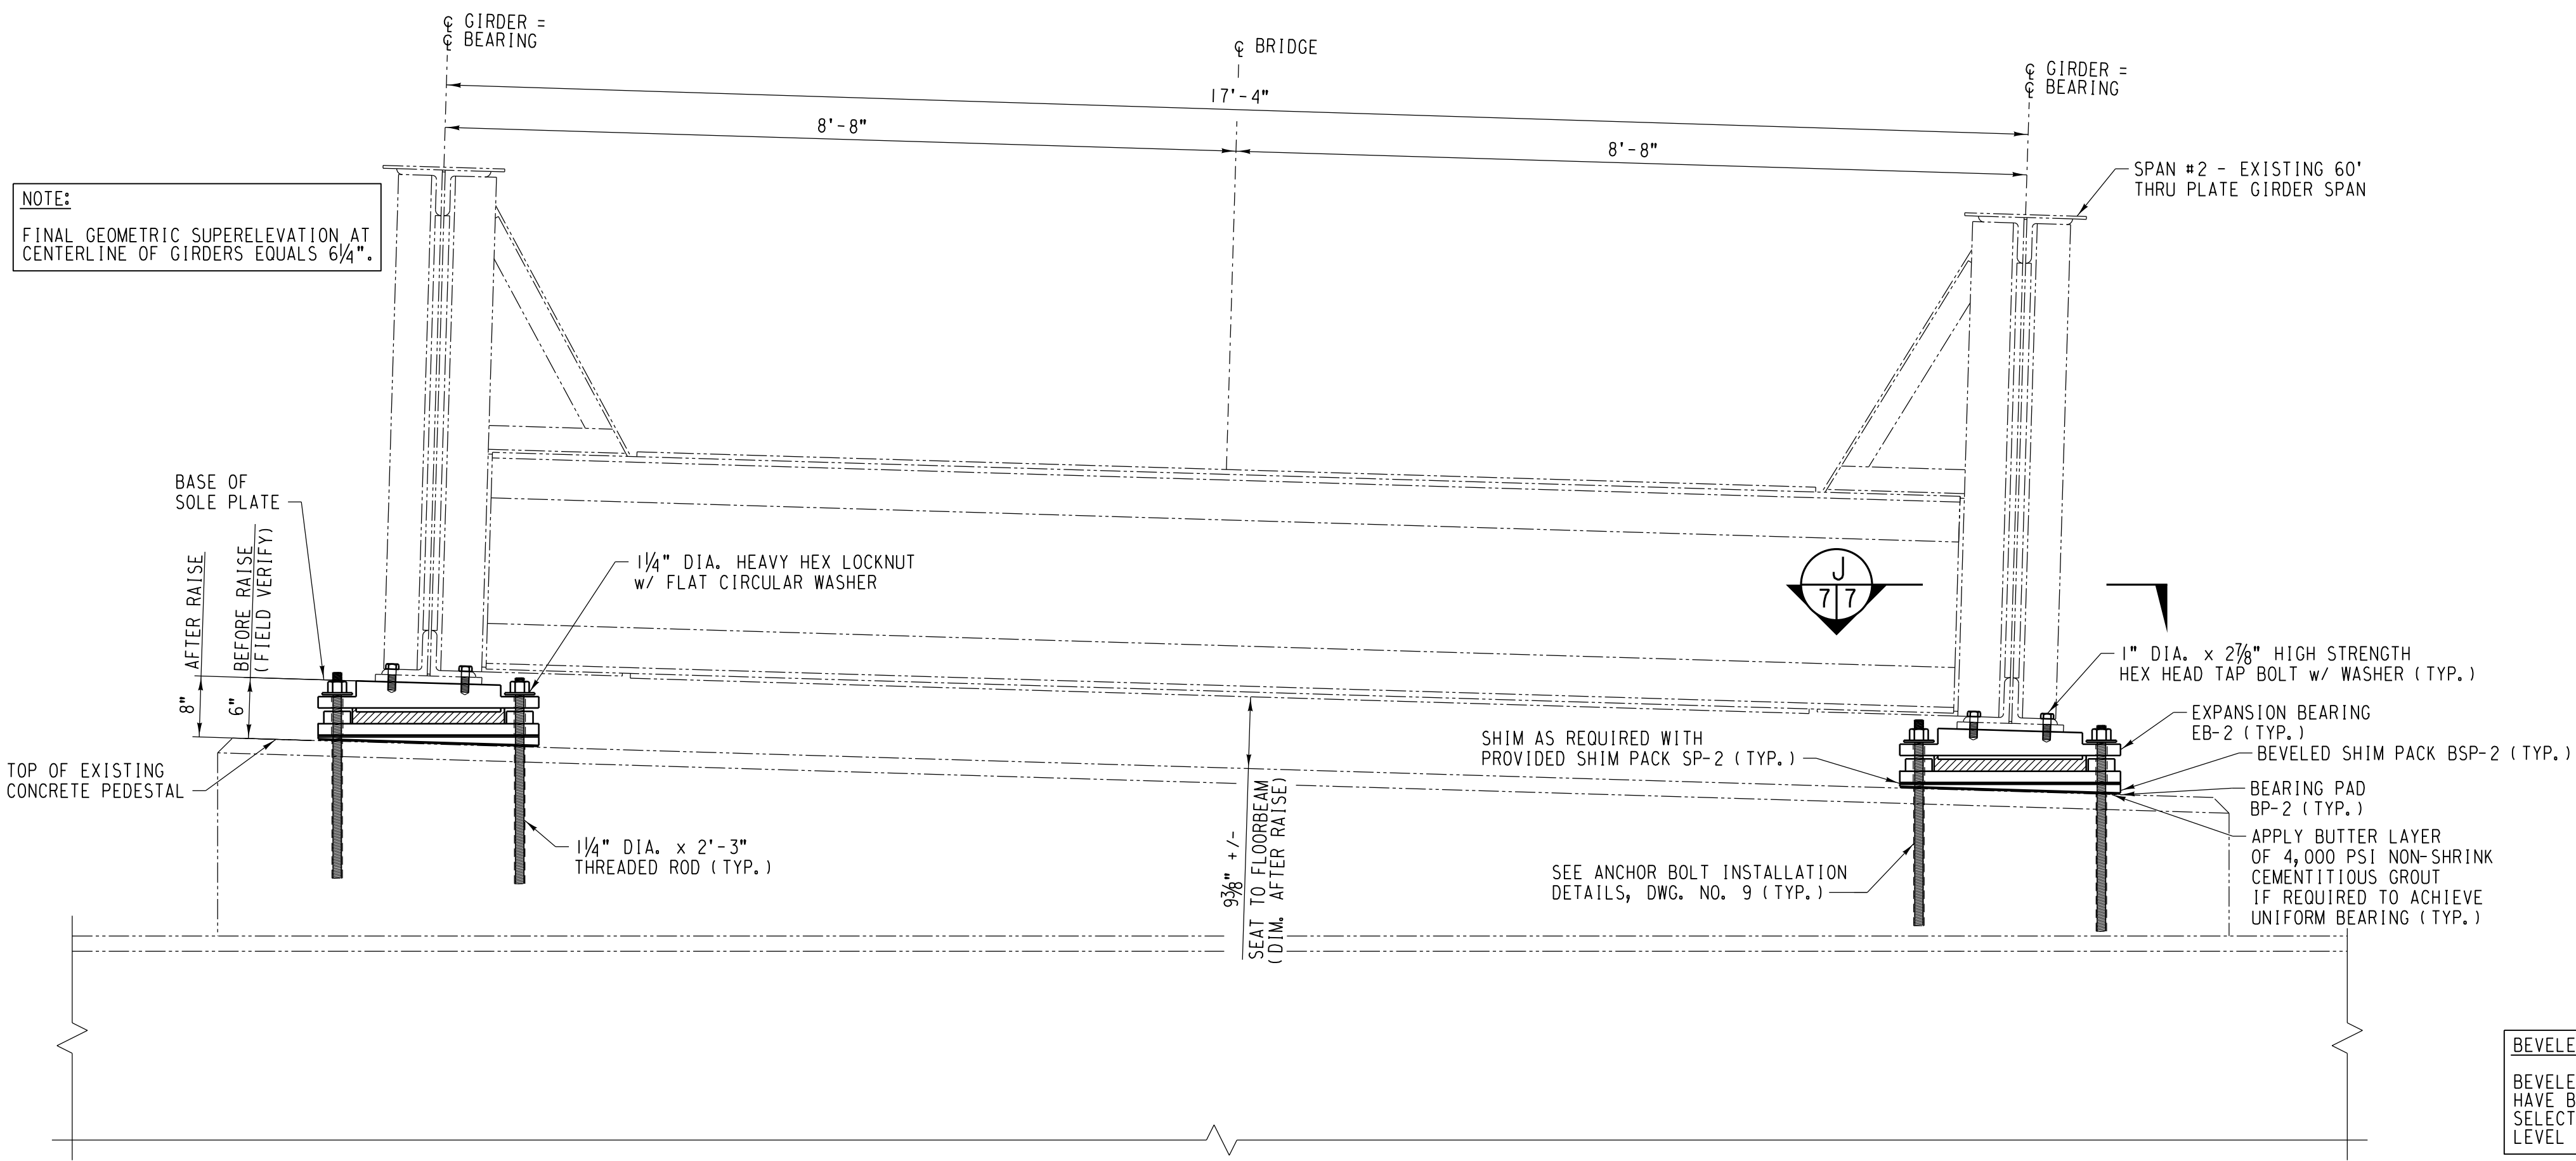 ℄ GIRDER =
℄ BEARING
℄ BRIDGE
℄ GIRDER =
℄ BEARING
17'-4"
8'-8"
8'-8"
SPAN #2 - EXISTING 60'
THRU PLATE GIRDER SPAN
NOTE:
FINAL GEOMETRIC SUPERELEVATION AT
CENTERLINE OF GIRDERS EQUALS 6¼".
BASE OF
SOLE PLATE
AFTER RAISE
BEFORE RAISE
(FIELD VERIFY)
8"
6"
1¼" DIA. HEAVY HEX LOCKNUT
w/ FLAT CIRCULAR WASHER
J
7 7
1" DIA. x 2⅞" HIGH STRENGTH
HEX HEAD TAP BOLT w/ WASHER (TYP.)
EXPANSION BEARING
EB-2 (TYP.)
BEVELED SHIM PACK BSP-2 (TYP.)
SHIM AS REQUIRED WITH
PROVIDED SHIM PACK SP-2 (TYP.)
BEARING PAD
BP-2 (TYP.)
TOP OF EXISTING
CONCRETE PEDESTAL
APPLY BUTTER LAYER
OF 4,000 PSI NON-SHRINK
CEMENTITIOUS GROUT
IF REQUIRED TO ACHIEVE
UNIFORM BEARING (TYP.)
1¼" DIA. x 2'-3"
THREADED ROD (TYP.)
9⅜" +/-
SEAT TO FLOORBEAM
(DIM. AFTER RAISE)
SEE ANCHOR BOLT INSTALLATION
DETAILS, DWG. NO. 9 (TYP.)
BEVELE
BEVELE
HAVE B
SELECT
LEVEL